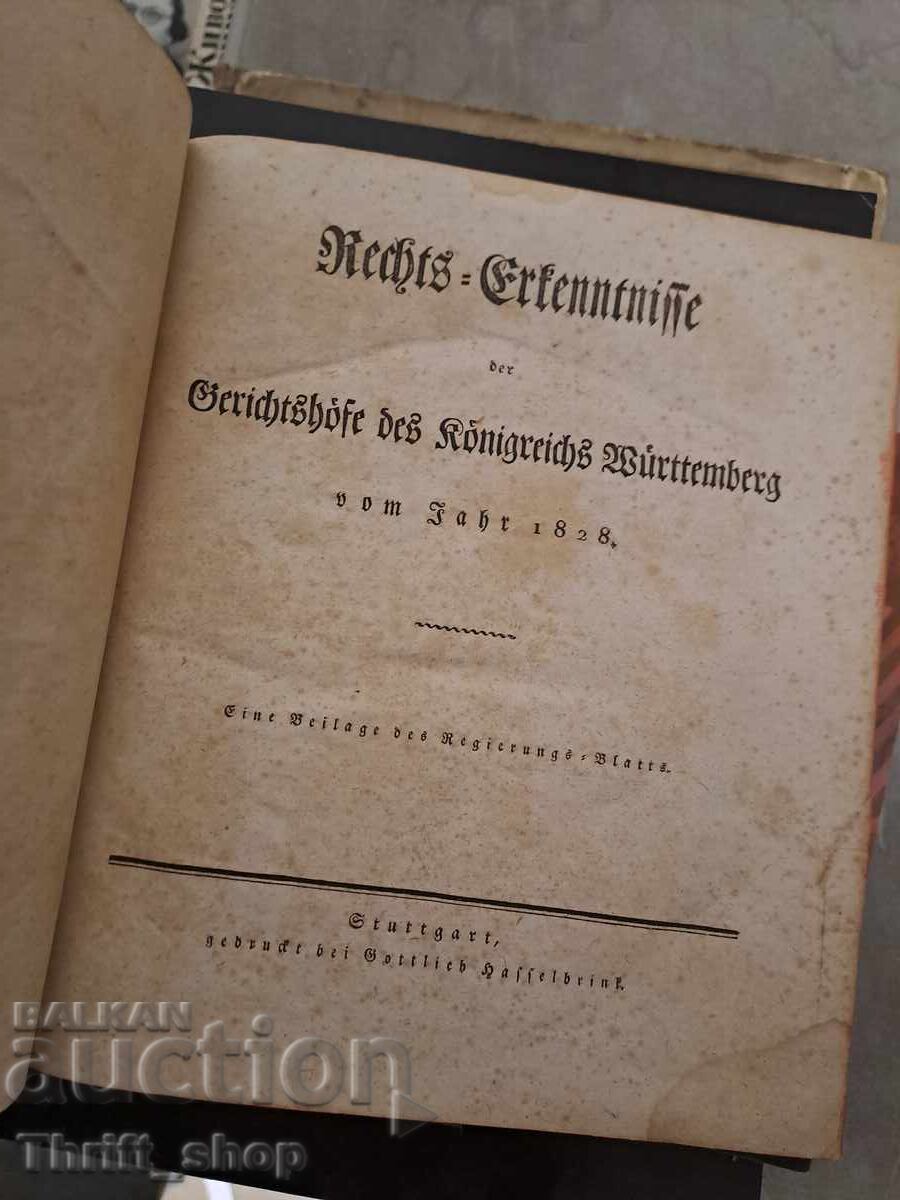 Rechts-Erkenntnisse
der
Gerichtshöfe des Königreichs Württemberg
vom Jahr 1828.
Eine Beilage des Regierungs-Blatts.
Stuttgart,
gedruckt bei Gottlieb Hasselbrink.
BALKAN
auction
Thrift_shop